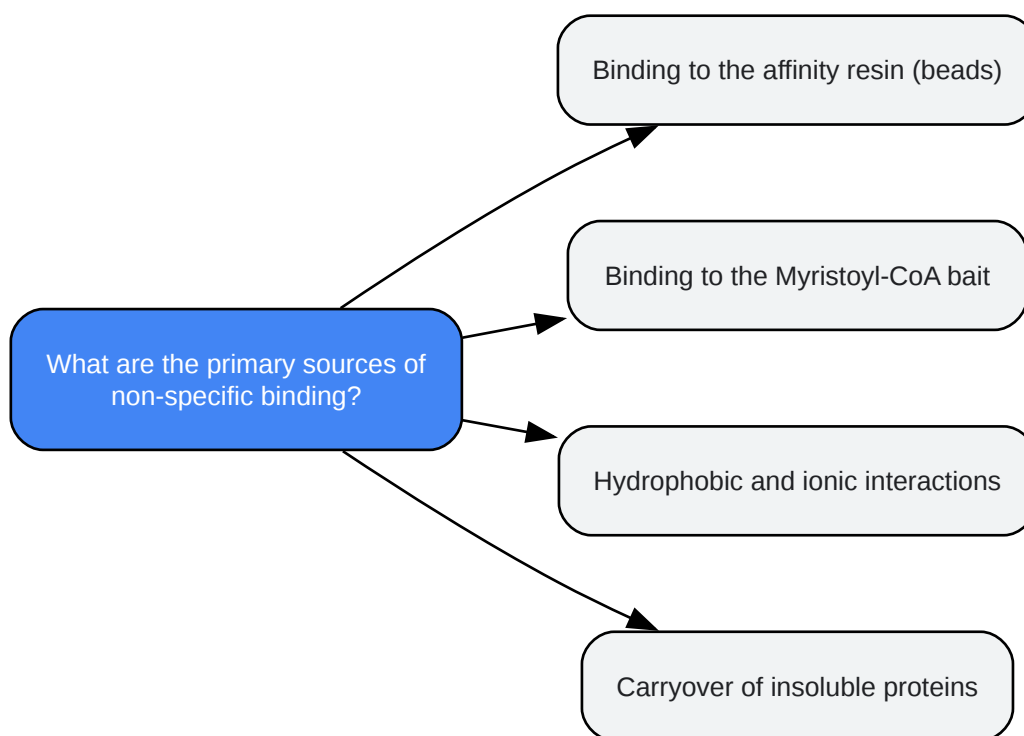 Binding to the affinity resin (beads)
Binding to the Myristoyl-CoA bait
What are the primary sources of
non-specific binding?
Hydrophobic and ionic interactions
Carryover of insoluble proteins